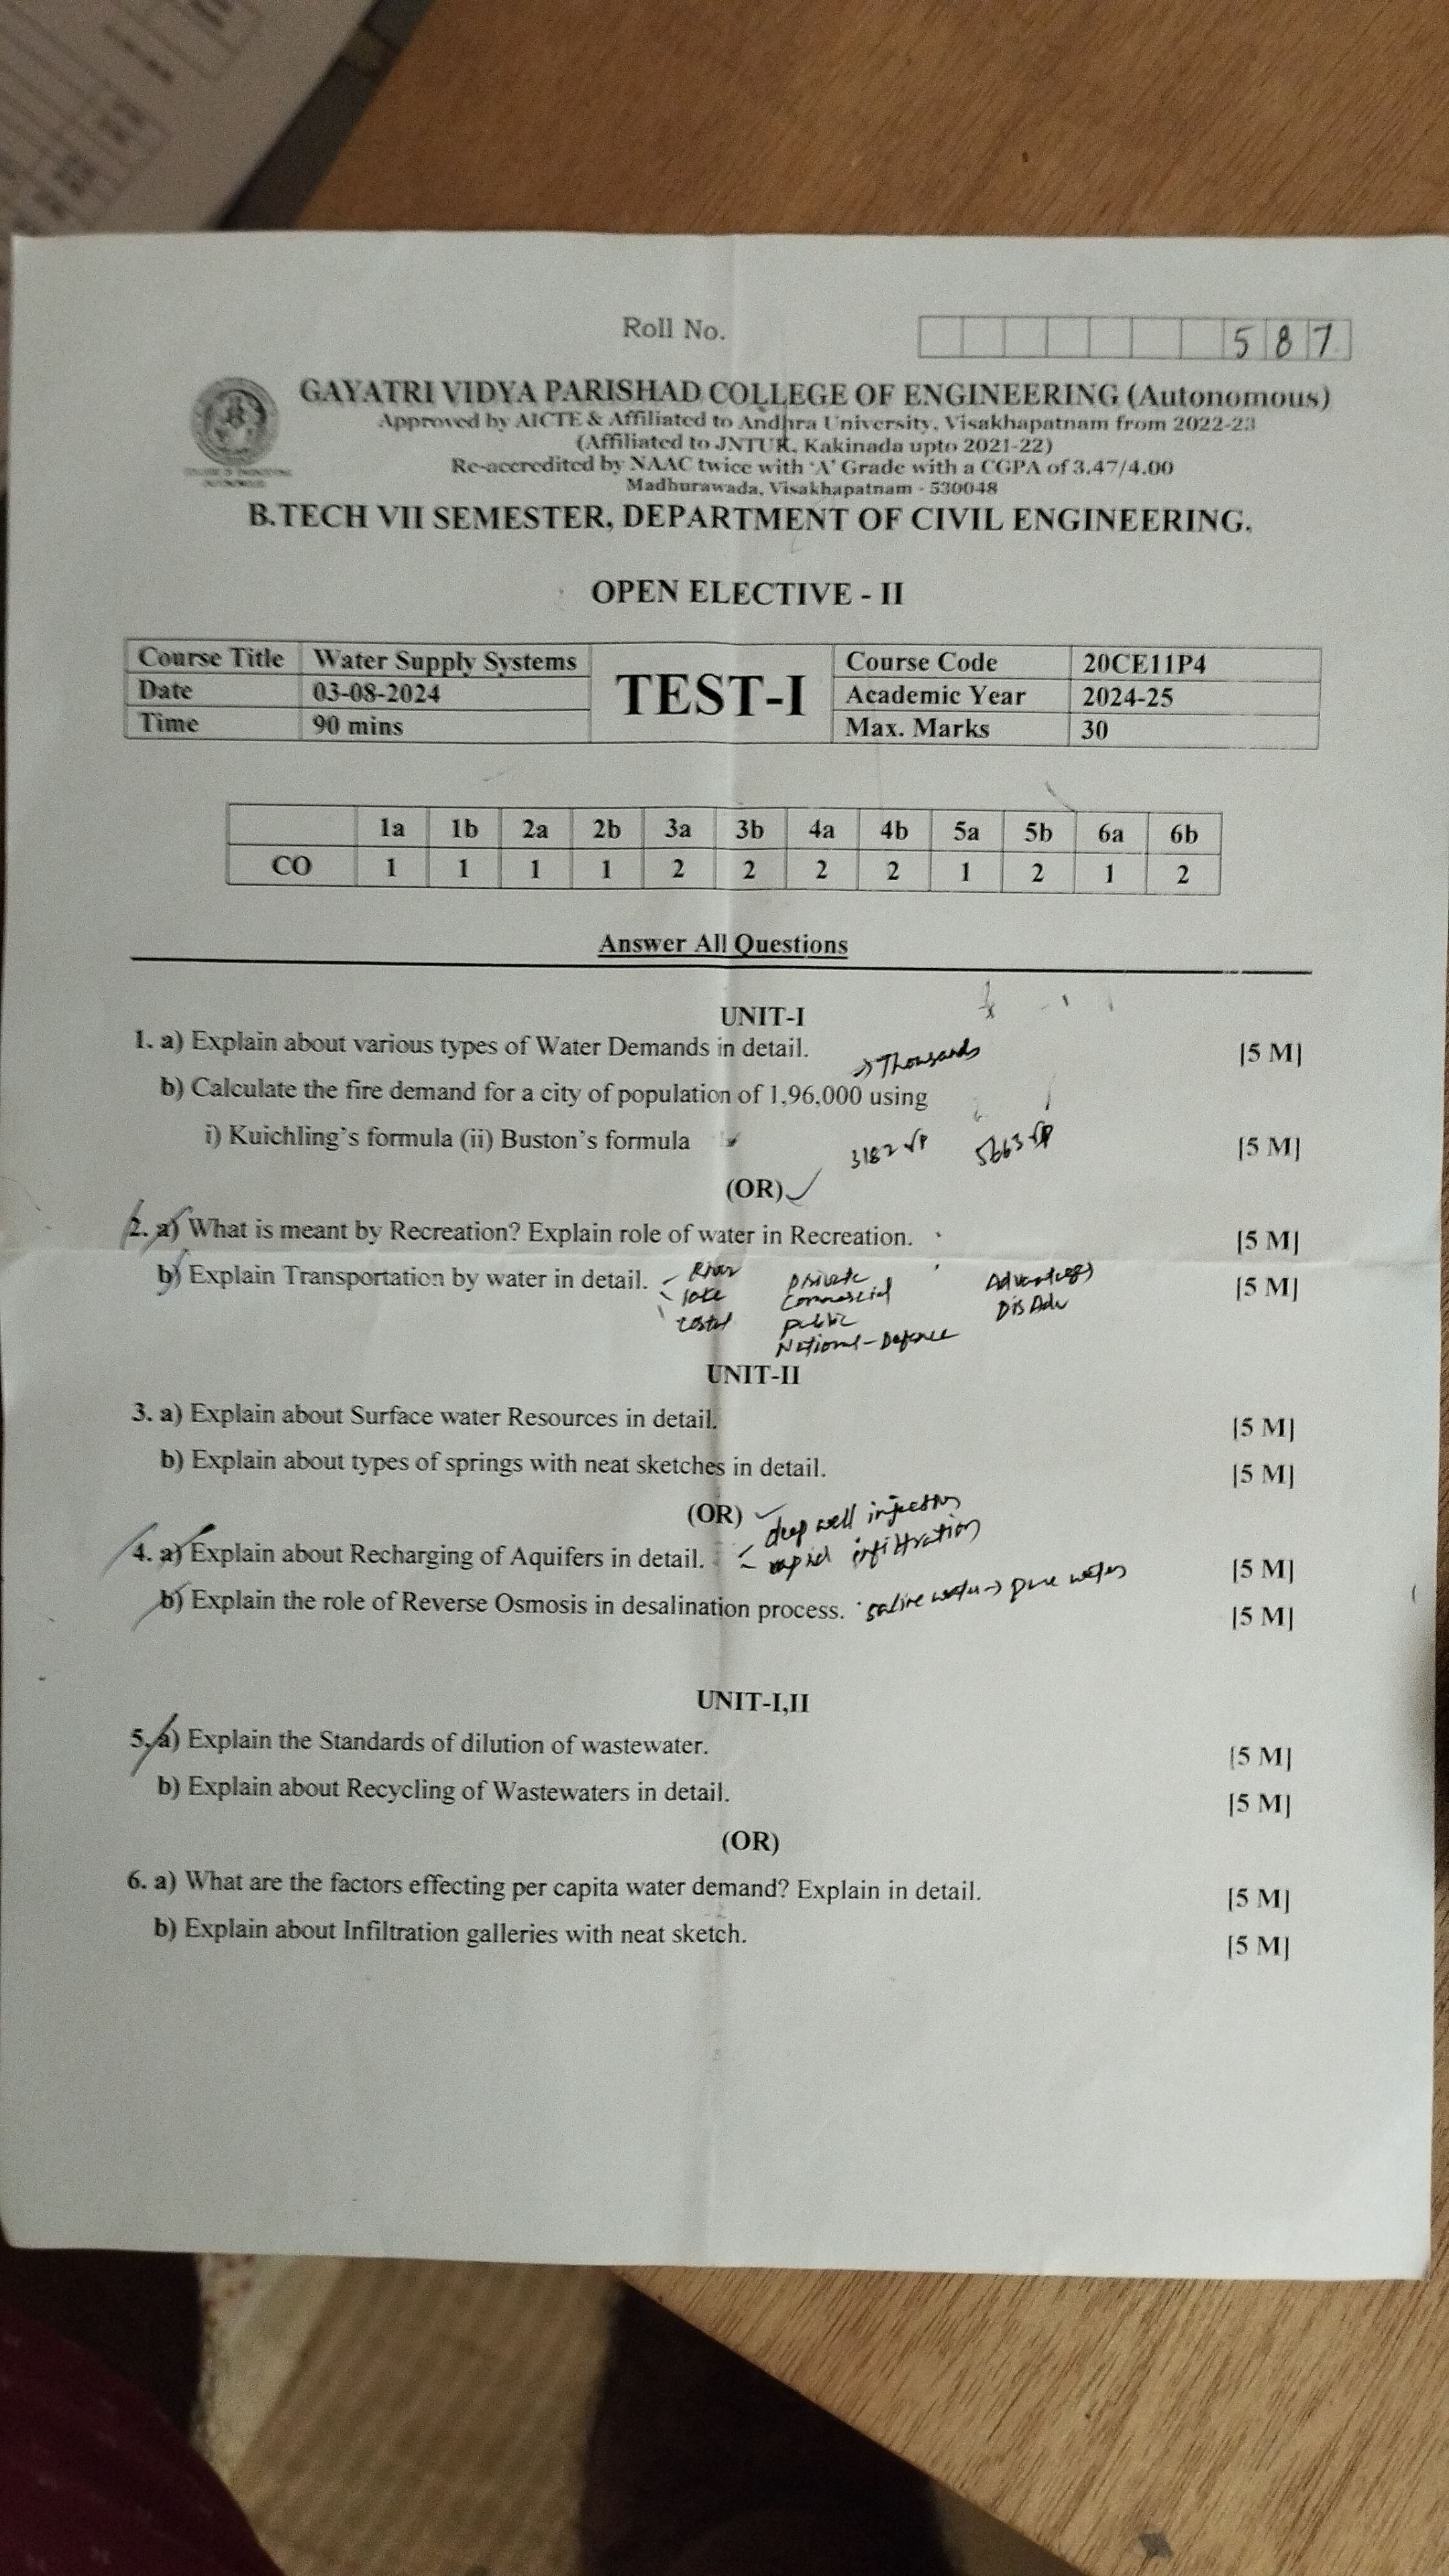 Roll No. 5 8 7
GAYATRI VIDYA PARISHAD COLLEGE OF ENGINEERING (Autonomous)
Approved by AICTE & Affiliated to Andhra University, Visakhapatnam from 2022-23
(Affiliated to JNTUK, Kakinada upto 2021-22)
Re-accredited by NAAC twice with 'A' Grade with a CGPA of 3.47/4.00
Madhurawada, Visakhapatnam - 530048
B.TECH VII SEMESTER, DEPARTMENT OF CIVIL ENGINEERING.
OPEN ELECTIVE - II
Course Title Water Supply Systems TEST-I Course Code 20CE11P4
Date 03-08-2024 Academic Year 2024-25
Time 90 mins Max. Marks 30
1a 1b 2a 2b 3a 3b 4a 4b 5a 5b 6a 6b
CO 1 1 1 1 2 2 2 2 1 2 1 2
Answer All Questions
UNIT-I
1. a) Explain about various types of Water Demands in detail. [5 M]
→ Thousands
b) Calculate the fire demand for a city of population of 1,96,000 using
i) Kuichling's formula (ii) Buston's formula [5 M]
3182 √P 5663 √P
(OR)
2. a) What is meant by Recreation? Explain role of water in Recreation. [5 M]
b) Explain Transportation by water in detail. [5 M]
River private Advantages
lake Commercial Dis Adv
costal public
National-Defence
UNIT-II
3. a) Explain about Surface water Resources in detail. [5 M]
b) Explain about types of springs with neat sketches in detail. [5 M]
(OR) deep well injection
4. a) Explain about Recharging of Aquifers in detail. rapid infiltration [5 M]
b) Explain the role of Reverse Osmosis in desalination process. saline water → pure water [5 M]
UNIT-I,II
5. a) Explain the Standards of dilution of wastewater. [5 M]
b) Explain about Recycling of Wastewaters in detail. [5 M]
(OR)
6. a) What are the factors effecting per capita water demand? Explain in detail. [5 M]
b) Explain about Infiltration galleries with neat sketch. [5 M]